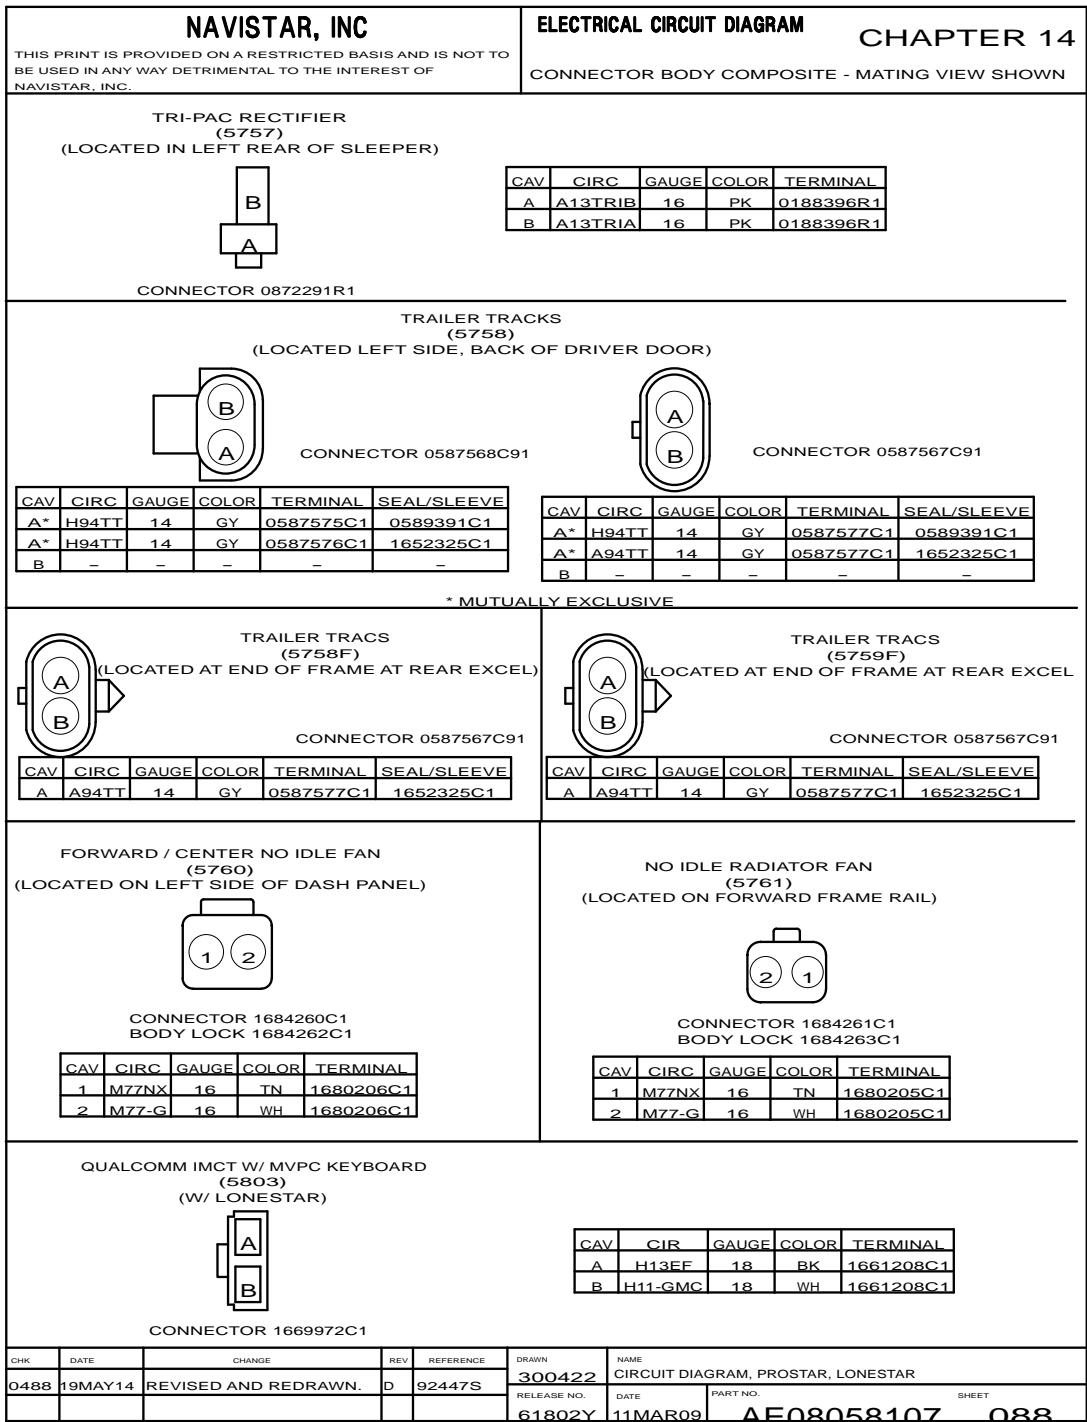 NAVISTAR, INC
THIS PRINT IS PROVIDED ON A RESTRICTED BASIS AND IS NOT TO
BE USED IN ANY WAY DETRIMENTAL TO THE INTEREST OF
NAVISTAR, INC.
ELECTRICAL CIRCUIT DIAGRAM
CHAPTER 14
CONNECTOR BODY COMPOSITE - MATING VIEW SHOWN
TRI-PAC RECTIFIER
(5757)
(LOCATED IN LEFT REAR OF SLEEPER)
B
A
CONNECTOR 0872291R1
CAV CIRC GAUGE COLOR TERMINAL
A A13TRIB 16 PK 0188396R1
B A13TRIA 16 PK 0188396R1
TRAILER TRACKS
(5758)
(LOCATED LEFT SIDE, BACK OF DRIVER DOOR)
B
A
CONNECTOR 0587568C91
CAV CIRC GAUGE COLOR TERMINAL SEAL/SLEEVE
A* H94TT 14 GY 0587575C1 0589391C1
A* H94TT 14 GY 0587576C1 1652325C1
B – – – – –
A
B
CONNECTOR 0587567C91
CAV CIRC GAUGE COLOR TERMINAL SEAL/SLEEVE
A* H94TT 14 GY 0587577C1 0589391C1
A* A94TT 14 GY 0587577C1 1652325C1
B – – – – –
* MUTUALLY EXCLUSIVE
TRAILER TRACS
(5758F)
(LOCATED AT END OF FRAME AT REAR EXCEL)
A
B
CONNECTOR 0587567C91
CAV CIRC GAUGE COLOR TERMINAL SEAL/SLEEVE
A A94TT 14 GY 0587577C1 1652325C1
TRAILER TRACS
(5759F)
(LOCATED AT END OF FRAME AT REAR EXCEL
A
B
CONNECTOR 0587567C91
CAV CIRC GAUGE COLOR TERMINAL SEAL/SLEEVE
A A94TT 14 GY 0587577C1 1652325C1
FORWARD / CENTER NO IDLE FAN
(5760)
(LOCATED ON LEFT SIDE OF DASH PANEL)
1 2
CONNECTOR 1684260C1
BODY LOCK 1684262C1
CAV CIRC GAUGE COLOR TERMINAL
1 M77NX 16 TN 1680206C1
2 M77-G 16 WH 1680206C1
NO IDLE RADIATOR FAN
(5761)
(LOCATED ON FORWARD FRAME RAIL)
2 1
CONNECTOR 1684261C1
BODY LOCK 1684263C1
CAV CIRC GAUGE COLOR TERMINAL
1 M77NX 16 TN 1680205C1
2 M77-G 16 WH 1680205C1
QUALCOMM IMCT W/ MVPC KEYBOARD
(5803)
(W/ LONESTAR)
A
B
CONNECTOR 1669972C1
CAV CIR GAUGE COLOR TERMINAL
A H13EF 18 BK 1661208C1
B H11-GMC 18 WH 1661208C1
CHK DATE CHANGE REV REFERENCE
0488 19MAY14 REVISED AND REDRAWN. D 92447S
DRAWN
300422
NAME
CIRCUIT DIAGRAM, PROSTAR, LONESTAR
RELEASE NO. DATE PART NO. SHEET
61802Y 11MAR09 AE08058107 088